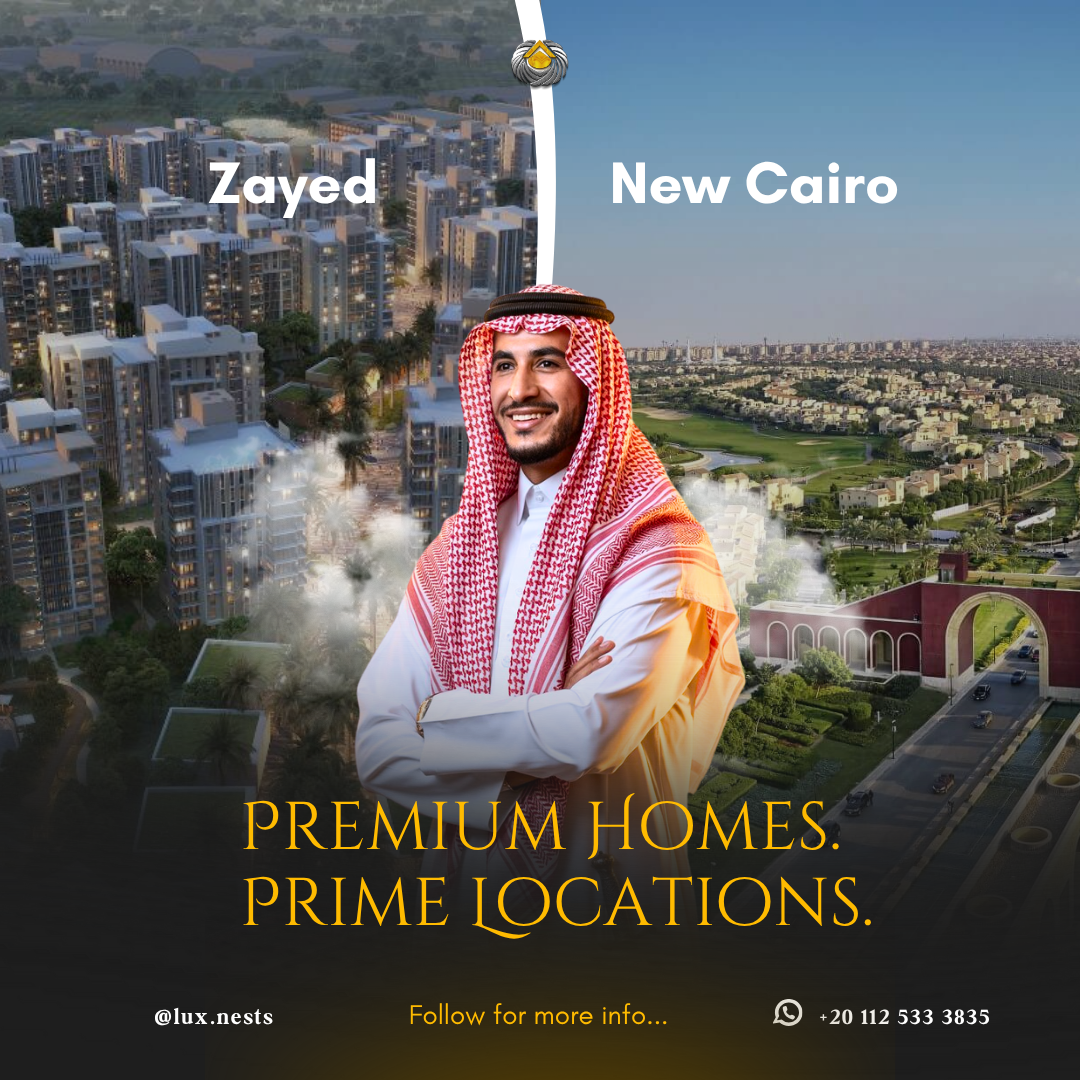 Zayed
New Cairo
Premium Homes.
Prime Locations.
@lux.nests
Follow for more info...
+20 112 533 3835